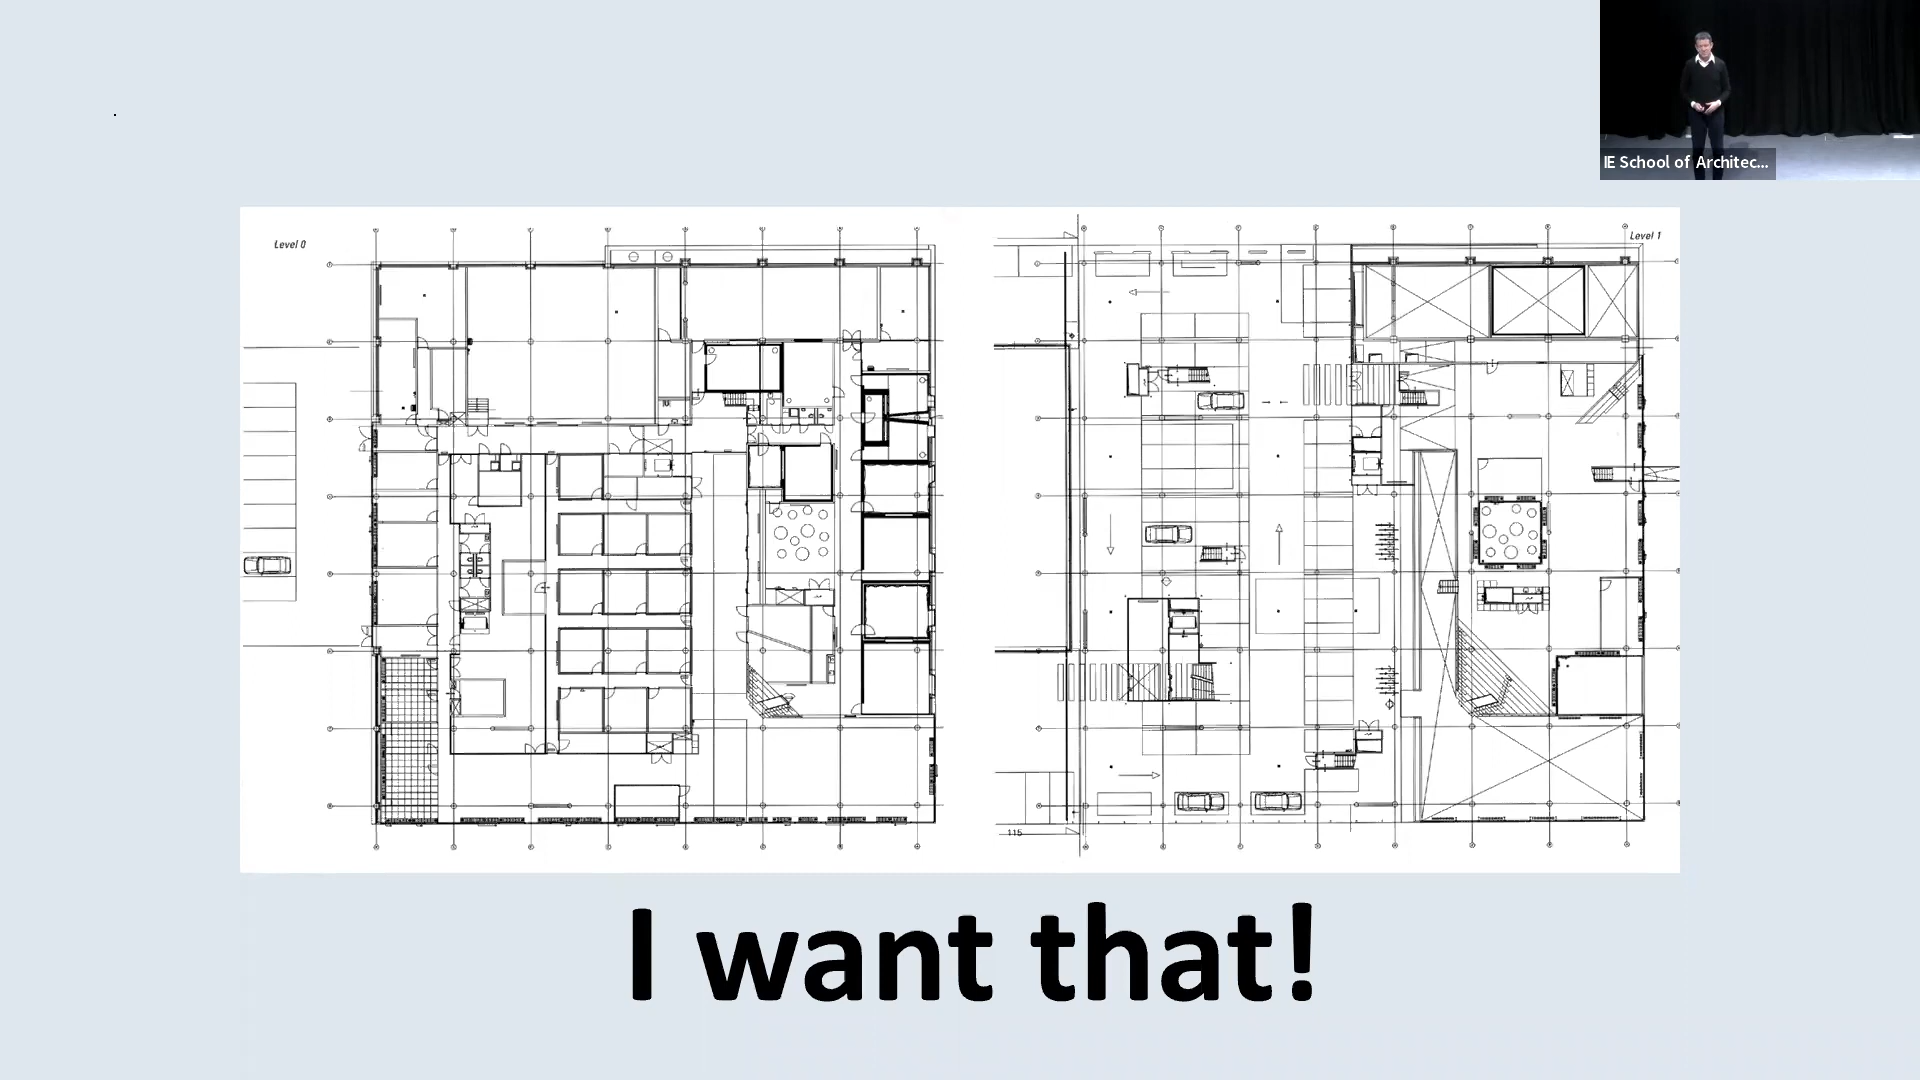 IE School of Architec...
Level 0
Level 1
115
I want that!